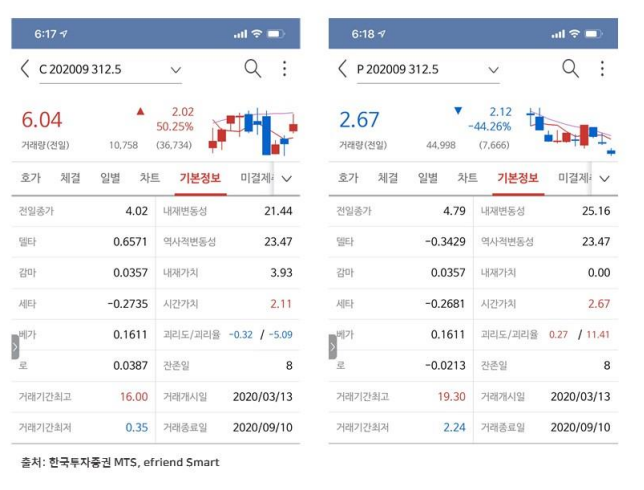 6:17
C 202009 312.5
6.04
▲ 2.02
50.25%
거래량(전일) 10,758 (36,734)
호가 체결 일별 차트 기본정보 미결제
전일종가 4.02 내재변동성 21.44
델타 0.6571 역사적변동성 23.47
감마 0.0357 내재가치 3.93
세타 -0.2735 시간가치 2.11
베가 0.1611 괴리도/괴리율 -0.32 / -5.09
로 0.0387 잔존일 8
거래기간최고 16.00 거래개시일 2020/03/13
거래기간최저 0.35 거래종료일 2020/09/10
6:18
P 202009 312.5
2.67
▼ 2.12
-44.26%
거래량(전일) 44,998 (7,666)
호가 체결 일별 차트 기본정보 미결제
전일종가 4.79 내재변동성 25.16
델타 -0.3429 역사적변동성 23.47
감마 0.0357 내재가치 0.00
세타 -0.2681 시간가치 2.67
베가 0.1611 괴리도/괴리율 0.27 / 11.41
로 -0.0213 잔존일 8
거래기간최고 19.30 거래개시일 2020/03/13
거래기간최저 2.24 거래종료일 2020/09/10
출처: 한국투자증권 MTS, efriend Smart